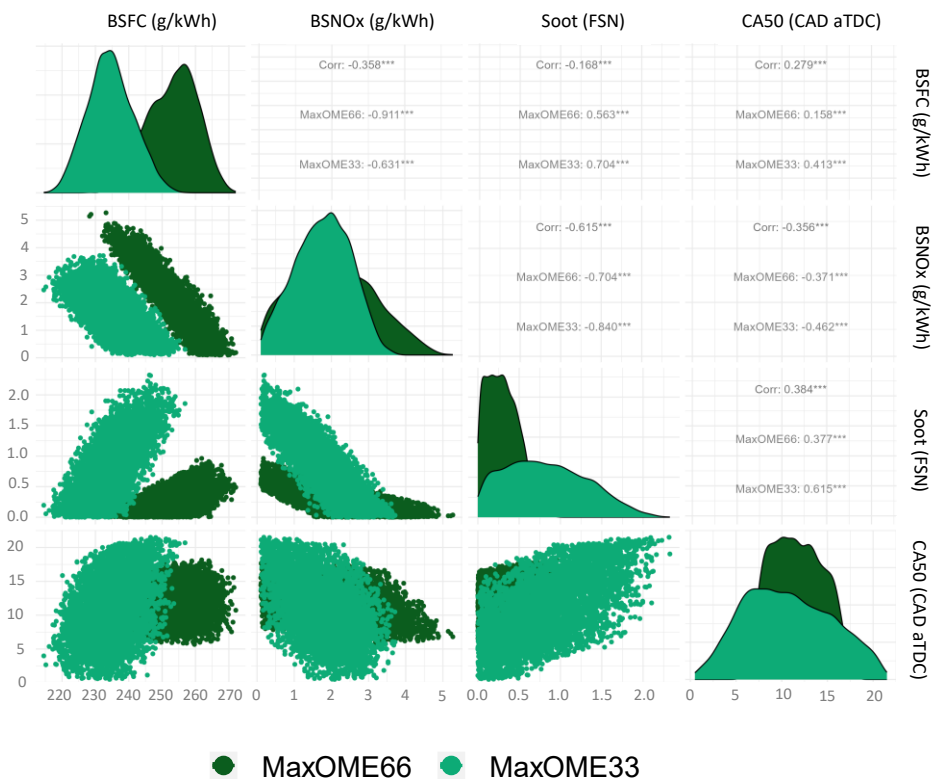 BSFC (g/kWh) BSNOx (g/kWh) Soot (FSN) CA50 (CAD aTDC)
Corr: -0.358*** Corr: -0.168*** Corr: 0.279***
MaxOME66: -0.911*** MaxOME66: 0.563*** MaxOME66: 0.158***
MaxOME33: -0.631*** MaxOME33: 0.704*** MaxOME33: 0.413***
BSFC (g/kWh)
5
4
3
2
1
0
Corr: -0.615*** Corr: -0.356***
MaxOME66: -0.704*** MaxOME66: -0.371***
MaxOME33: -0.840*** MaxOME33: -0.462***
BSNOx (g/kWh)
2.0
1.5
1.0
0.5
0.0
Corr: 0.384***
MaxOME66: 0.377***
MaxOME33: 0.615***
Soot (FSN)
20
15
10
5
0
CA50 (CAD
aTDC)
220 230 240 250 260 270 0 1 2 3 4 5 0.0 0.5 1.0 1.5 2.0 0 5 10 15 20
MaxOME66 MaxOME33